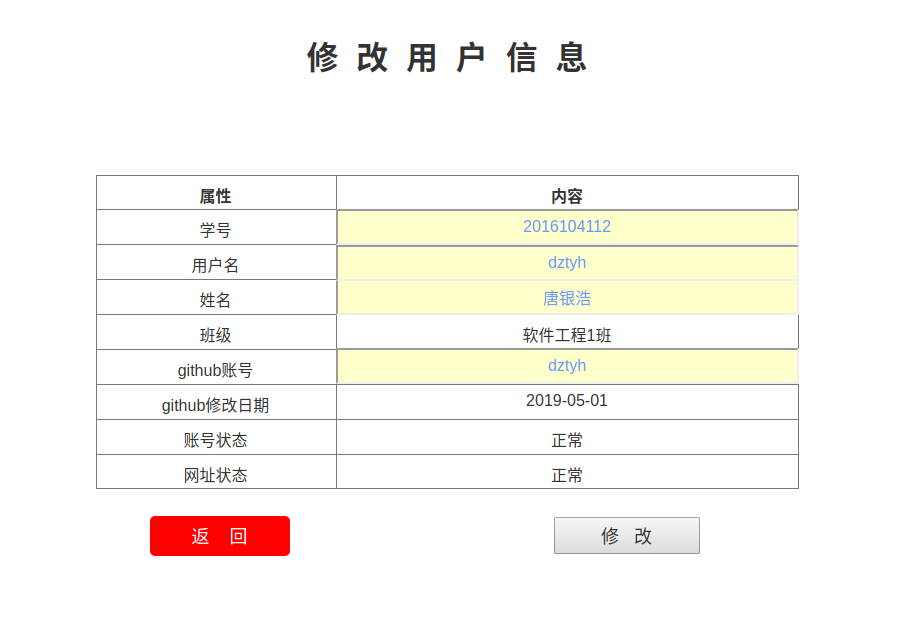 修 改 用 户 信 息
属性 内容
学号 2016104112
用户名 dztyh
姓名 唐银浩
班级 软件工程1班
github账号 dztyh
github修改日期 2019-05-01
账号状态 正常
网址状态 正常
返 回 修 改